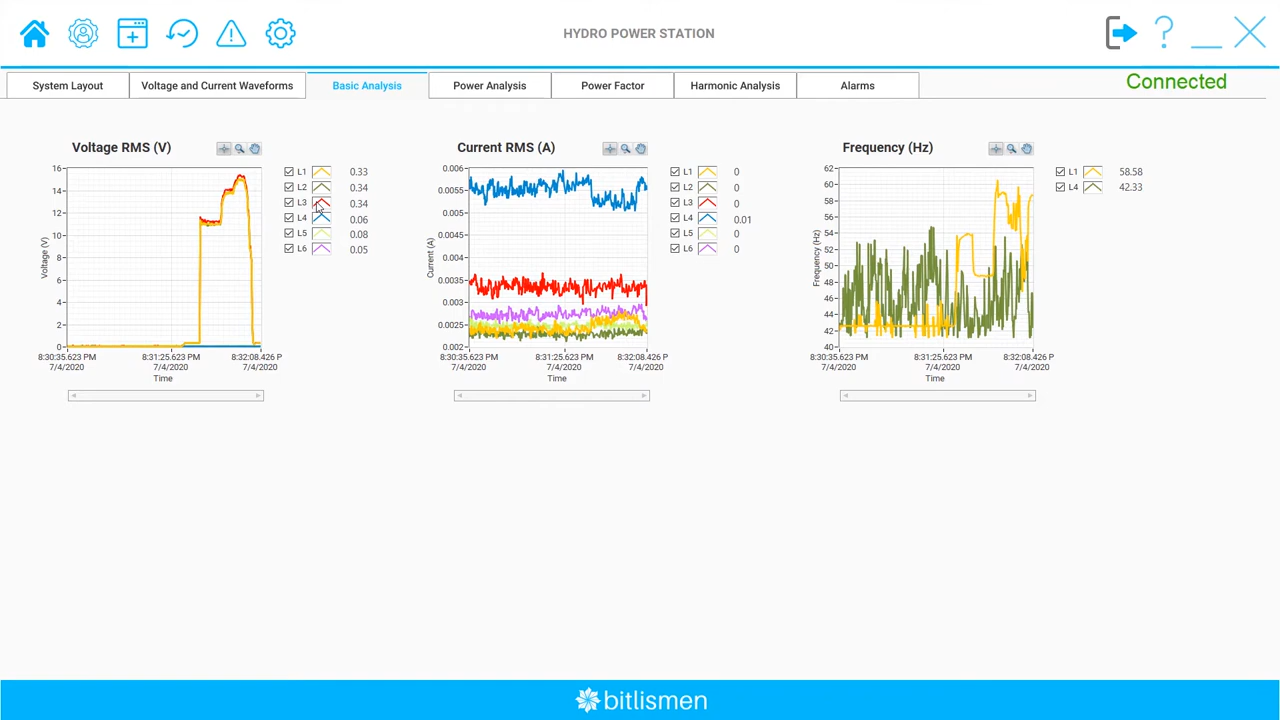 HYDRO POWER STATION
System Layout
Voltage and Current Waveforms
Basic Analysis
Power Analysis
Power Factor
Harmonic Analysis
Alarms
Connected
Voltage RMS (V)
16
14
12
10
8
6
4
2
0
Voltage (V)
8:30:35.623 PM
7/4/2020
8:31:25.623 PM
7/4/2020
8:32:08.426 P
7/4/2020
Time
L1 0.33
L2 0.34
L3 0.34
L4 0.06
L5 0.08
L6 0.05
Current RMS (A)
0.006
0.0055
0.005
0.0045
0.004
0.0035
0.003
0.0025
0.002
Current (A)
8:30:35.623 PM
7/4/2020
8:31:25.623 PM
7/4/2020
8:32:08.426 P
7/4/2020
Time
L1 0
L2 0
L3 0
L4 0.01
L5 0
L6 0
Frequency (Hz)
62
60
58
56
53
51
49
46
44
42
40
Frequency (Hz)
8:30:35.623 PM
7/4/2020
8:31:25.623 PM
7/4/2020
8:32:08.426 P
7/4/2020
Time
L1 58.58
L4 42.33
bitlismen